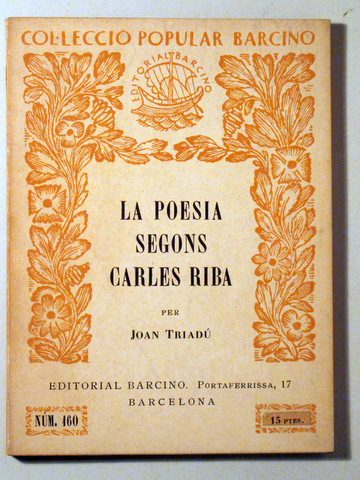 COL·LECCIÓ POPULAR BARCINO
EDITORIAL BARCINO
LA POESIA
SEGONS
CARLES RIBA
PER
JOAN TRIADÚ
EDITORIAL BARCINO. PORTAFERRISSA, 17
BARCELONA
NÚM. 160
15 PTES.